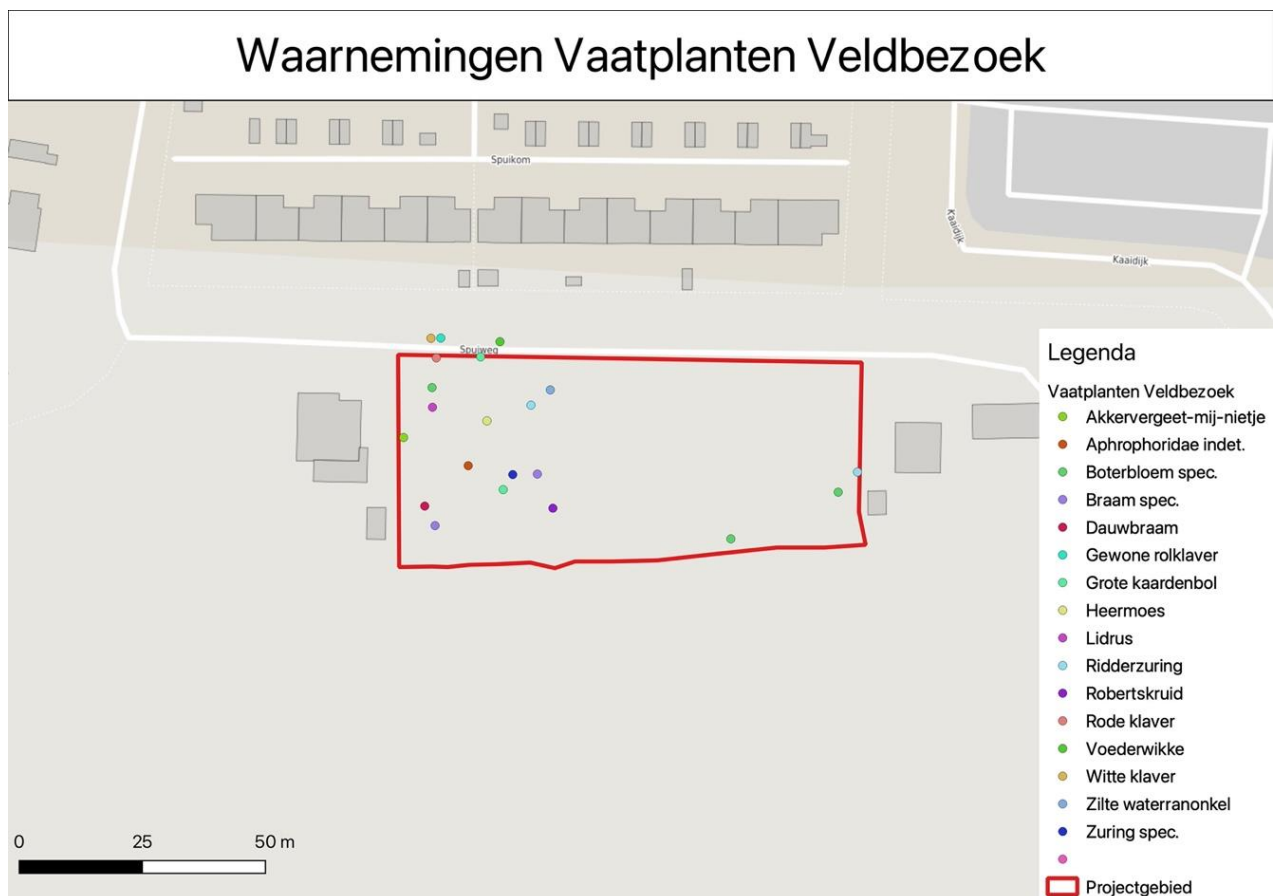 Waarnemingen Vaatplanten Veldbezoek
Spuikom
Kaaidijk
Kaaidijk
Spuiweg
Legenda
Vaatplanten Veldbezoek
Akkervergeet-mij-nietje
Aphrophoridae indet.
Boterbloem spec.
Braam spec.
Dauwbraam
Gewone rolklaver
Grote kaardenbol
Heermoes
Lidrus
Ridderzuring
Robertskruid
Rode klaver
Voederwikke
Witte klaver
Zilte waterranonkel
Zuring spec.
Projectgebied
0 25 50 m